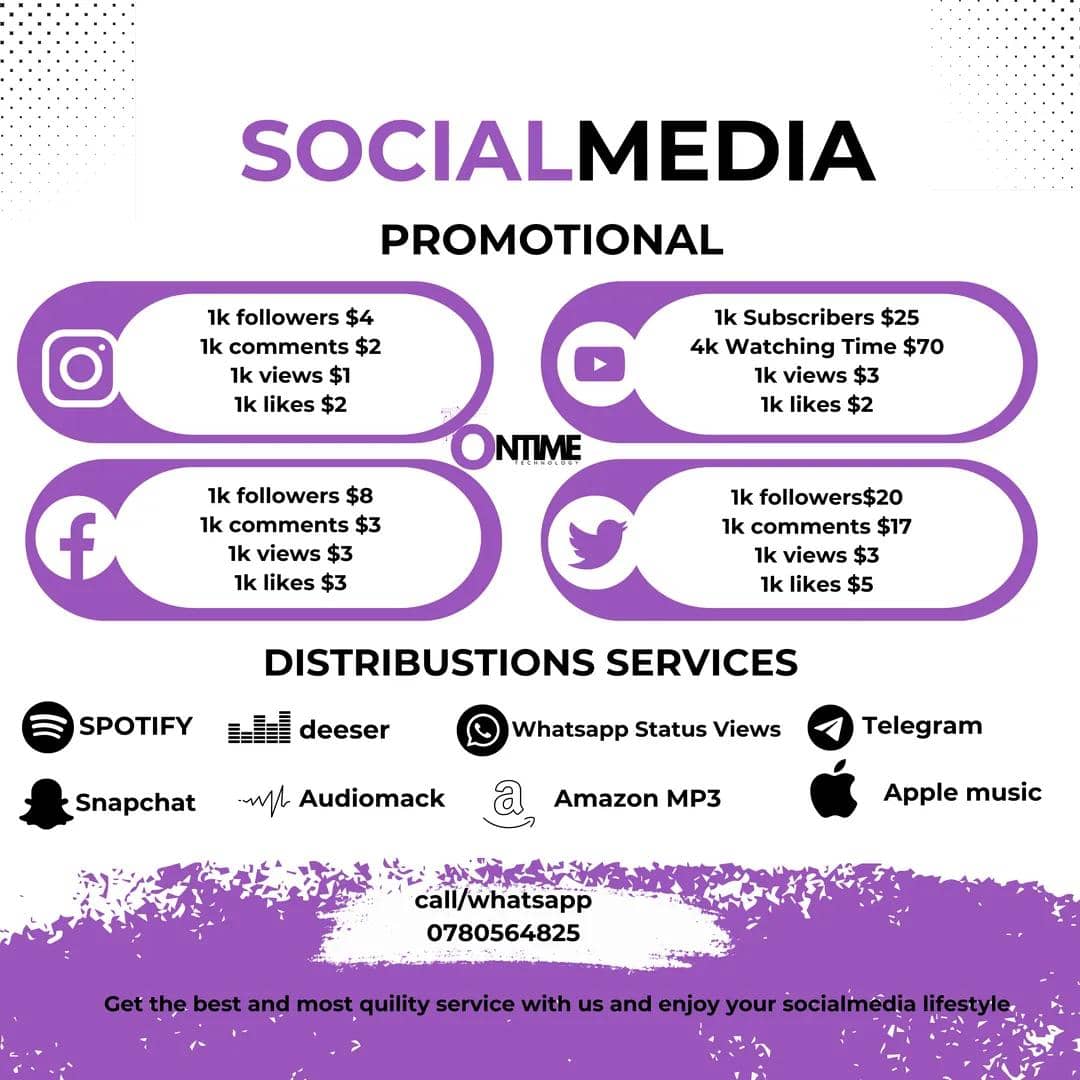 SOCIALMEDIA
PROMOTIONAL
1k followers $4
1k comments $2
1k views $1
1k likes $2
1k Subscribers $25
4k Watching Time $70
1k views $3
1k likes $2
ONTIME
TECHNOLOGY
1k followers $8
1k comments $3
1k views $3
1k likes $3
1k followers$20
1k comments $17
1k views $3
1k likes $5
DISTRIBUSTIONS SERVICES
SPOTIFY
deeser
Whatsapp Status Views
Telegram
Snapchat
Audiomack
a
Amazon MP3
Apple music
call/whatsapp
0780564825
Get the best and most quility service with us and enjoy your socialmedia lifestyle